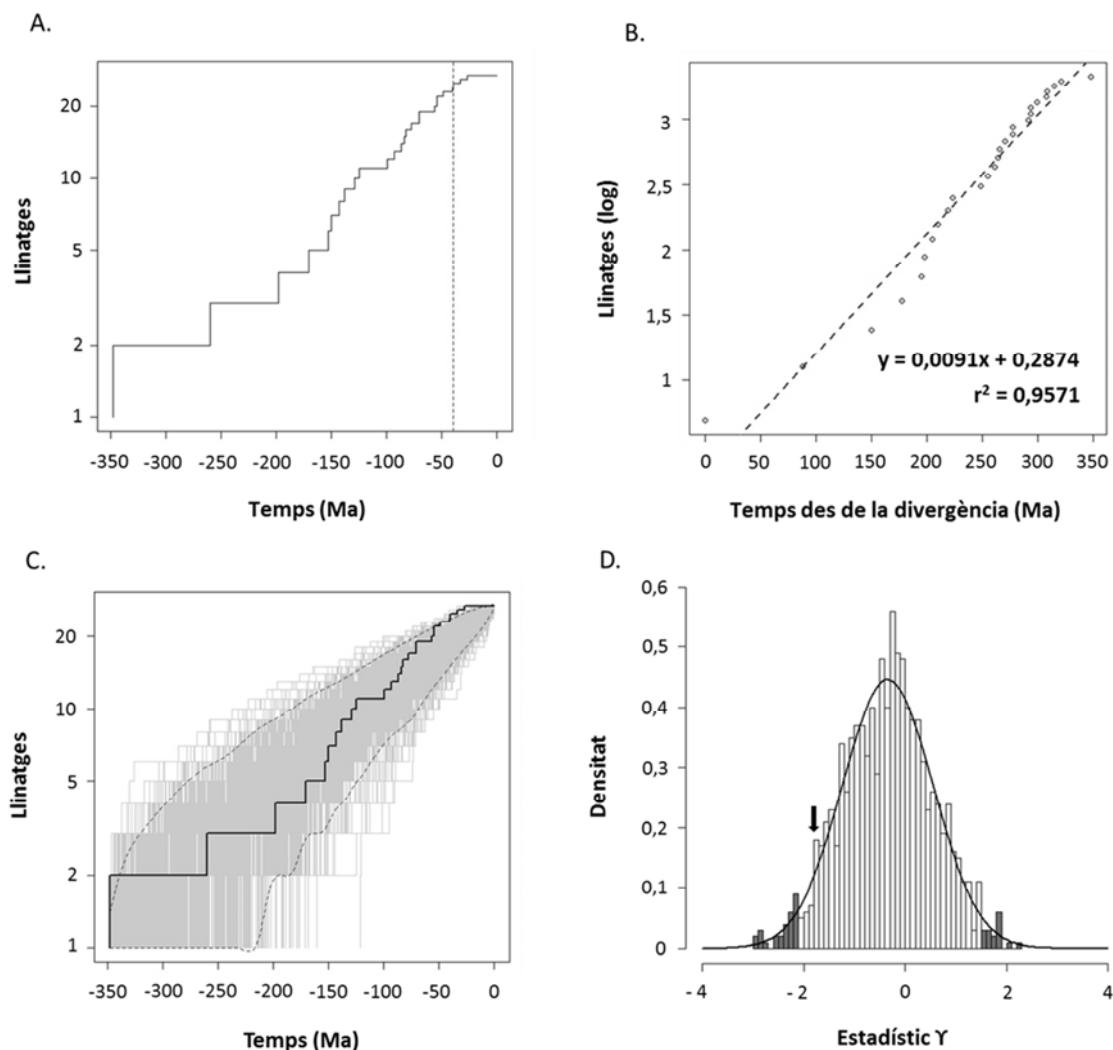 A.
20
10
5
2
1
Llinatges
-350 -300 -250 -200 -150 -100 -50 0
Temps (Ma)
B.
3
2,5
2
1,5
1
Llinatges (log)
y = 0,0091x + 0,2874
r² = 0,9571
0 50 100 150 200 250 300 350
Temps des de la divergència (Ma)
C.
20
10
5
2
1
Llinatges
-350 -300 -250 -200 -150 -100 -50 0
Temps (Ma)
D.
0,6
0,5
0,4
0,3
0,2
0,1
0
Densitat
- 4 - 2 0 2 4
Estadístic ϒ